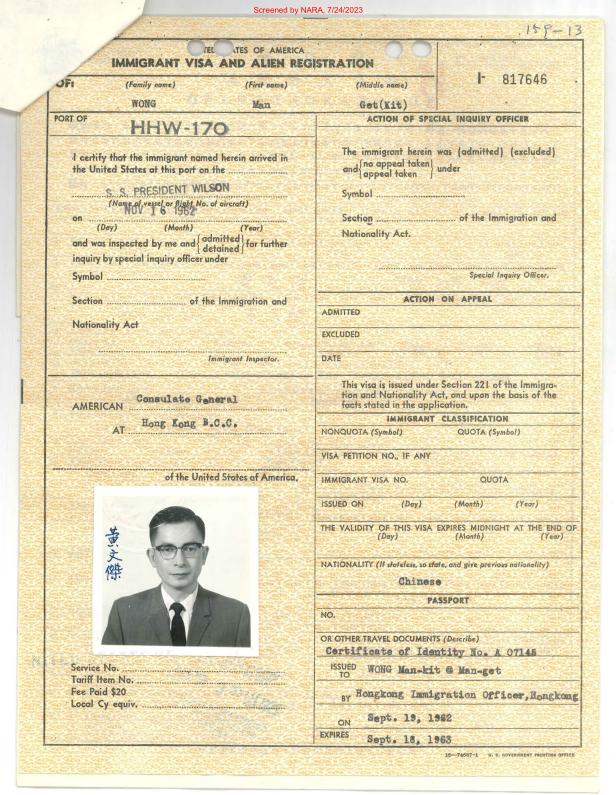 Screened by NARA, 7/24/2023
159-13
TES OF AMERICA
IMMIGRANT VISA AND ALIEN REGISTRATION
OF:
(Family name) (First name) (Middle name)
WONG Man Get(Kit)
I- 817646
PORT OF
HHW-170
I certify that the immigrant named herein arrived in
the United States at this port on the
S. S. PRESIDENT WILSON
(Name of vessel or flight No. of aircraft)
on NOV 16 1962
(Day) (Month) (Year)
and was inspected by me and {admitted
detained} for further
inquiry by special inquiry officer under
Symbol
Section of the Immigration and
Nationality Act
Immigrant Inspector.
ACTION OF SPECIAL INQUIRY OFFICER
The immigrant herein was (admitted) (excluded)
and {no appeal taken
appeal taken} under
Symbol
Section of the Immigration and
Nationality Act.
Special Inquiry Officer.
ACTION ON APPEAL
ADMITTED
EXCLUDED
DATE
AMERICAN Consulate General
AT Hong Kong B.C.C.
of the United States of America.
黃文傑
Service No.
Tariff Item No.
Fee Paid $20
Local Cy equiv.
This visa is issued under Section 221 of the Immigra-
tion and Nationality Act, and upon the basis of the
facts stated in the application.
IMMIGRANT CLASSIFICATION
NONQUOTA (Symbol) QUOTA (Symbol)
VISA PETITION NO., IF ANY
IMMIGRANT VISA NO. QUOTA
ISSUED ON (Day) (Month) (Year)
THE VALIDITY OF THIS VISA EXPIRES MIDNIGHT AT THE END OF
(Day) (Month) (Year)
NATIONALITY (If stateless, so state, and give previous nationality)
Chinese
PASSPORT
NO.
OR OTHER TRAVEL DOCUMENTS (Describe)
Certificate of Identity No. A 07145
ISSUED
TO WONG Man-kit @ Man-get
BY Hongkong Immigration Officer,Hongkong
ON Sept. 19, 1962
EXPIRES Sept. 18, 1963
16—74567-1 U. S. GOVERNMENT PRINTING OFFICE